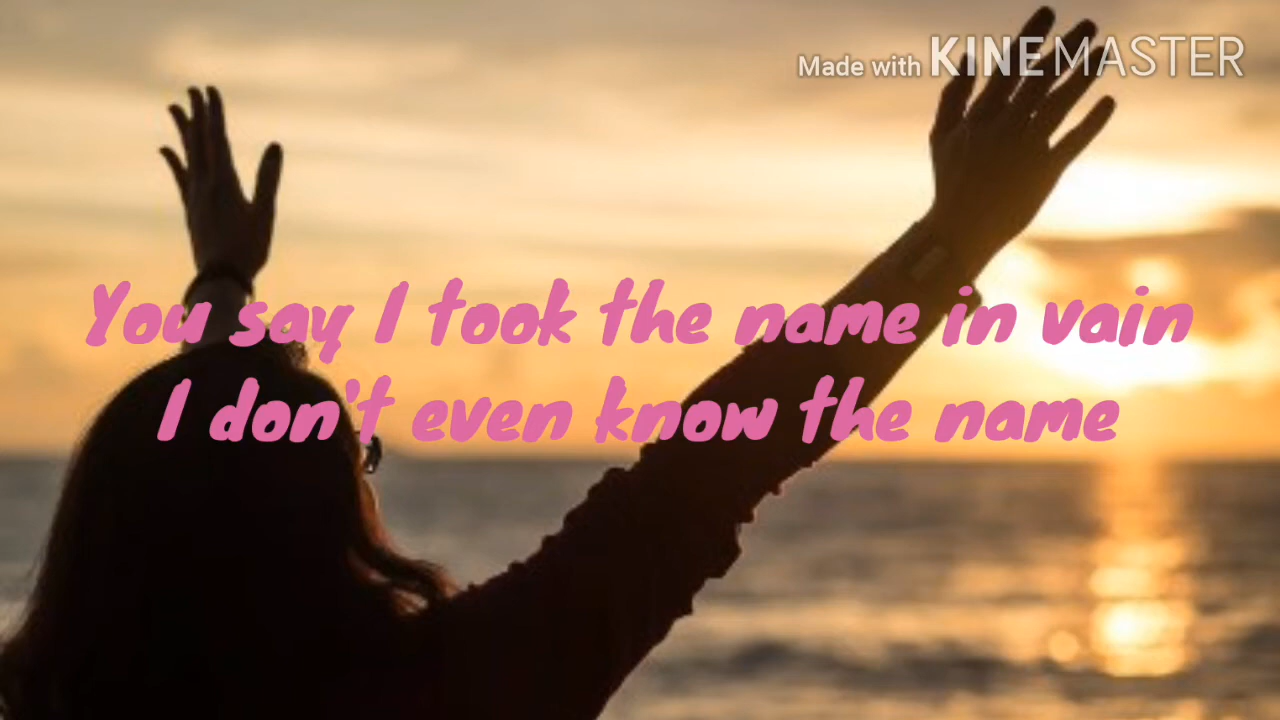 Made with KINEMASTER
You say I took the name in vain
I don't even know the name